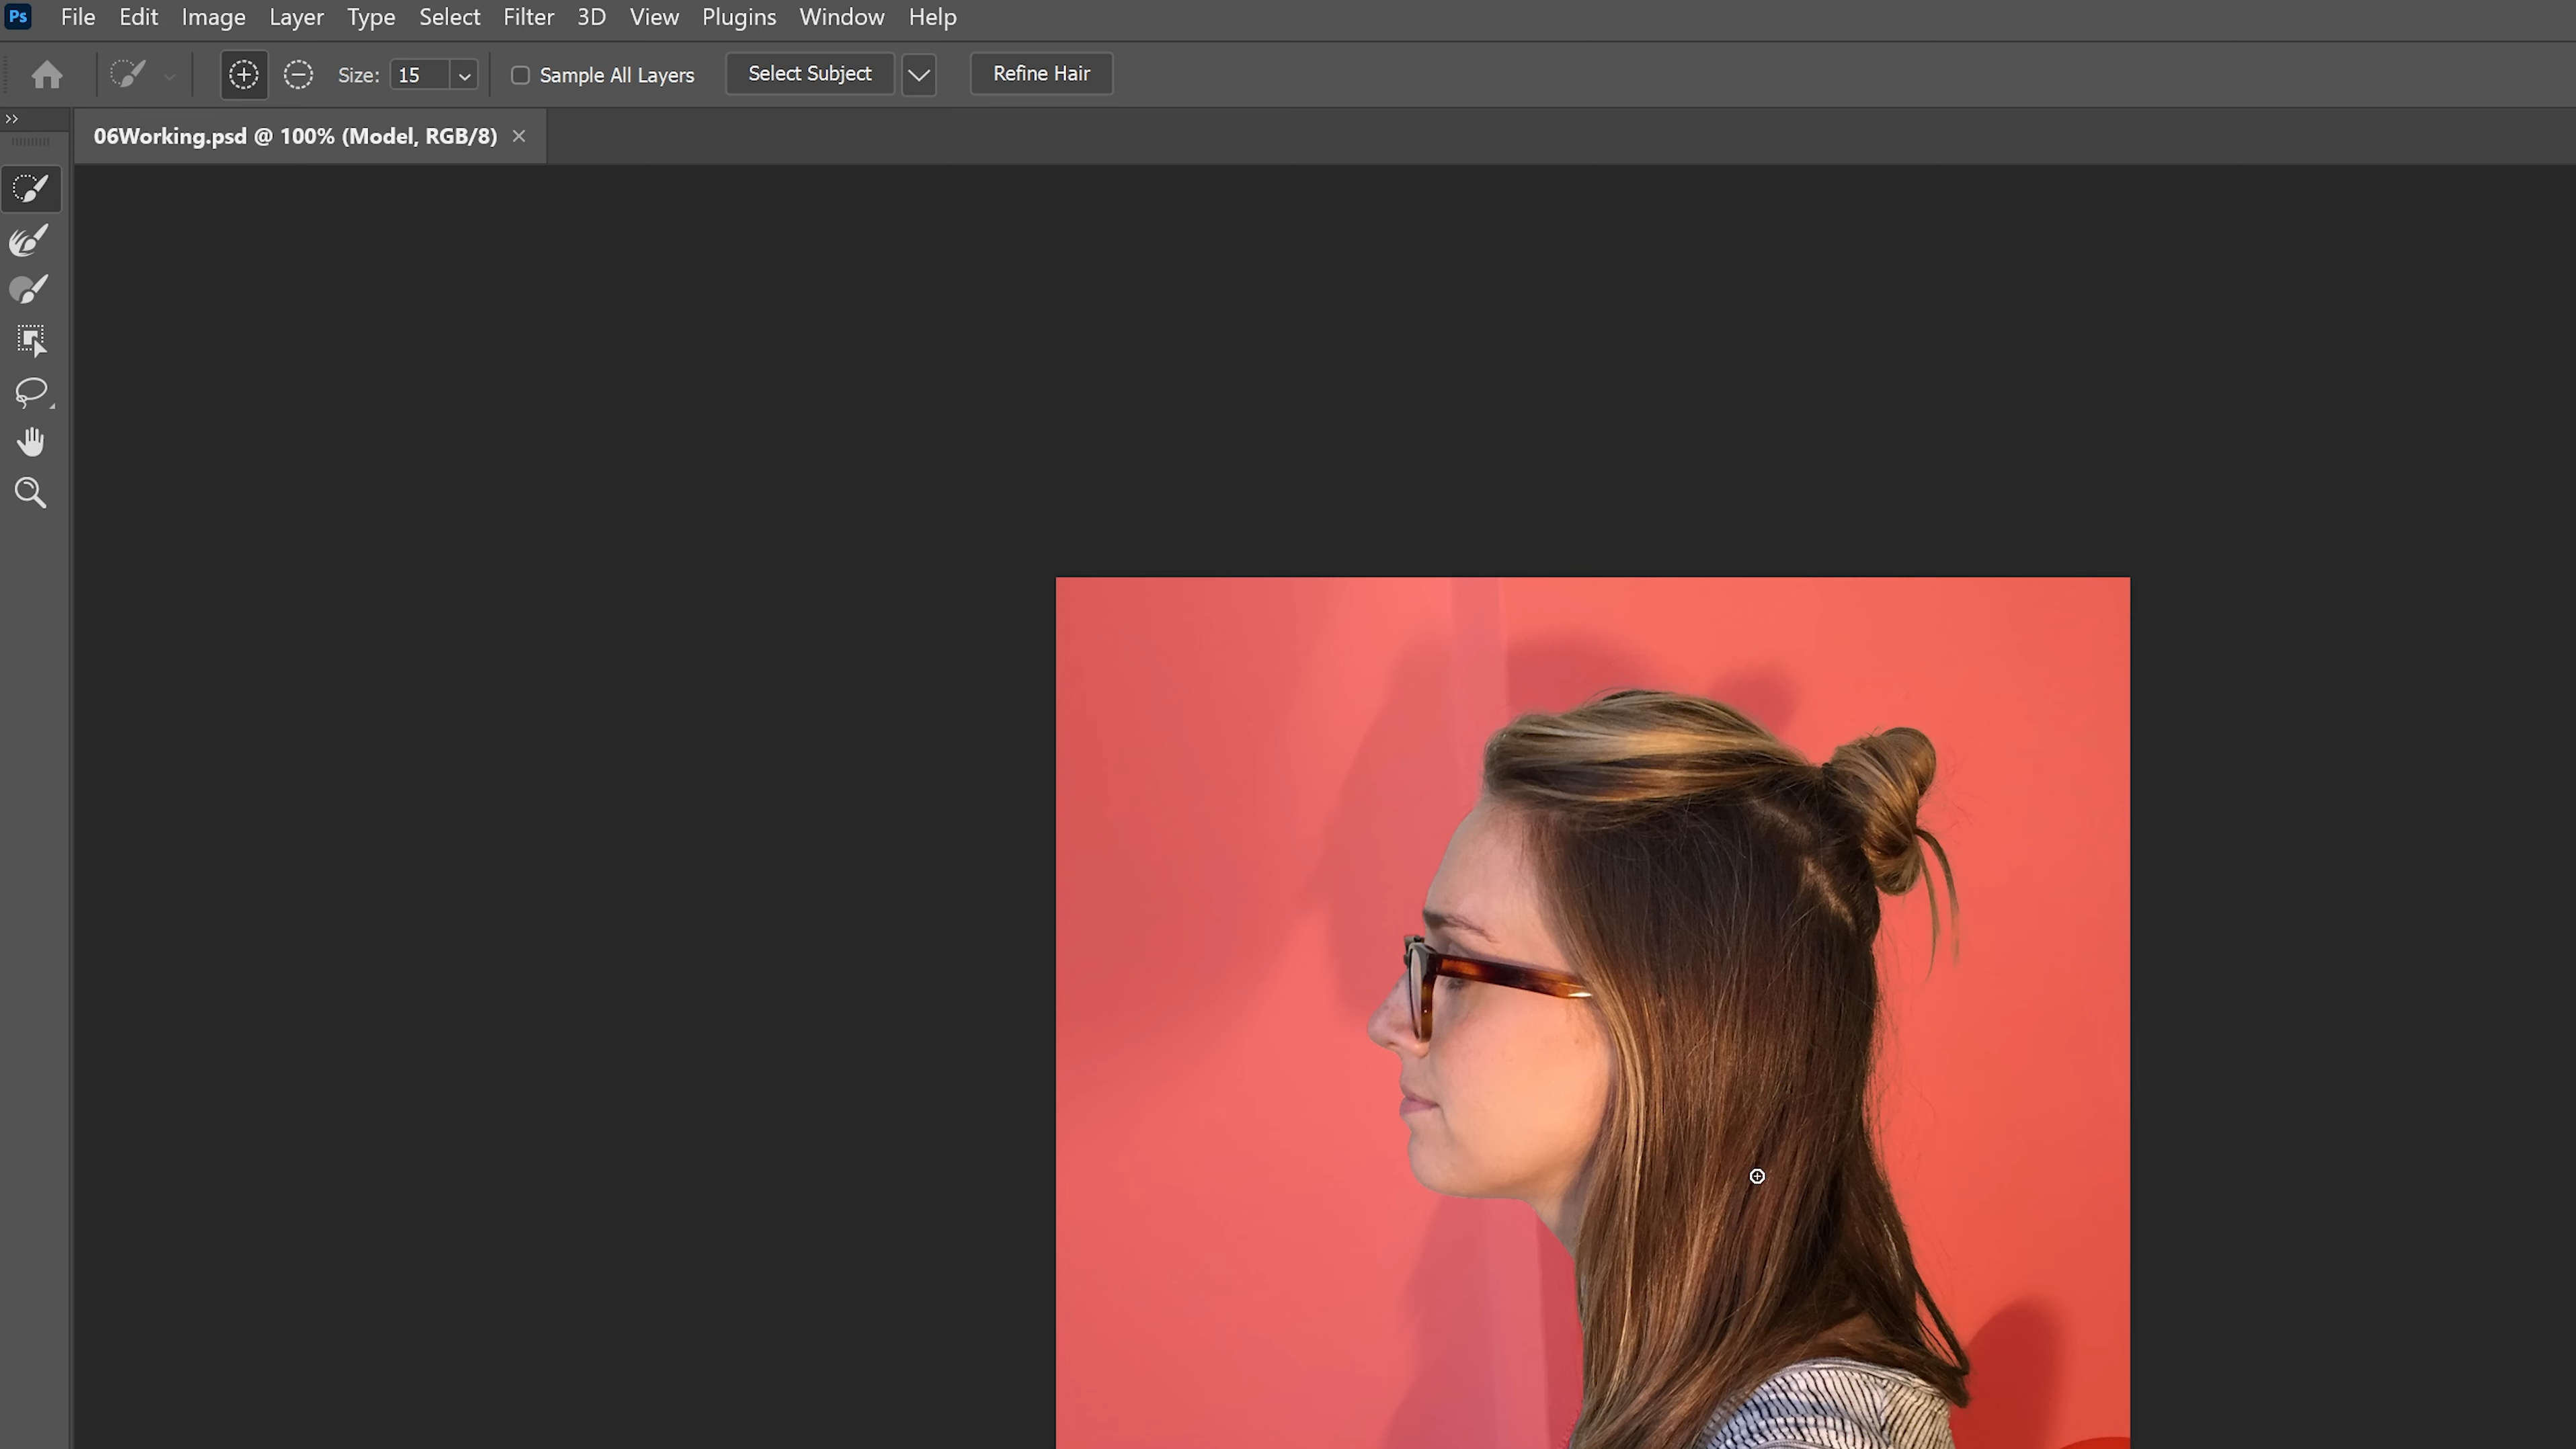 Ps File Edit Image Layer Type Select Filter 3D View Plugins Window Help
Size: 15 Sample All Layers Select Subject Refine Hair
06Working.psd @ 100% (Model, RGB/8)